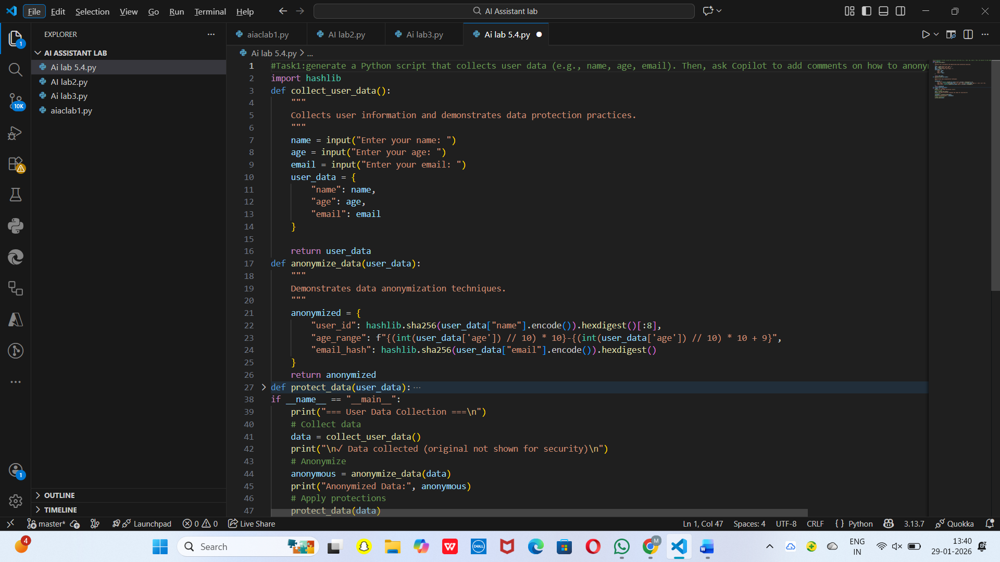 File Edit Selection View Go Run Terminal Help
AI Assistant lab
EXPLORER
aiaclab1.py
AI lab2.py
Ai lab3.py
Ai lab 5.4.py
AI ASSISTANT LAB
Ai lab 5.4.py
AI lab2.py
Ai lab3.py
aiaclab1.py
1
10K
1
OUTLINE
TIMELINE
Ai lab 5.4.py > ...
1 #Task1:generate a Python script that collects user data (e.g., name, age, email). Then, ask Copilot to add comments on how to anony
2 import hashlib
3 def collect_user_data():
4     """
5     Collects user information and demonstrates data protection practices.
6     """
7     name = input("Enter your name: ")
8     age = input("Enter your age: ")
9     email = input("Enter your email: ")
10     user_data = {
11         "name": name,
12         "age": age,
13         "email": email
14     }
15
16     return user_data
17 def anonymize_data(user_data):
18     """
19     Demonstrates data anonymization techniques.
20     """
21     anonymized = {
22         "user_id": hashlib.sha256(user_data["name"].encode()).hexdigest()[:8],
23         "age_range": f"{(int(user_data['age']) // 10) * 10}-{(int(user_data['age']) // 10) * 10 + 9}",
24         "email_hash": hashlib.sha256(user_data["email"].encode()).hexdigest()
25     }
26     return anonymized
27 def protect_data(user_data): ...
38 if __name__ == "__main__":
39     print("=== User Data Collection ===\n")
40     # Collect data
41     data = collect_user_data()
42     print("\n✓ Data collected (original not shown for security)\n")
43     # Anonymize
44     anonymous = anonymize_data(data)
45     print("Anonymized Data:", anonymous)
46     # Apply protections
47     protect_data(data)
master* Launchpad 0 0 Live Share
Ln 1, Col 47 Spaces: 4 UTF-8 CRLF { } Python 3.13.7 Quokka
4
Search
DELL
W
M
W
ENG
IN
13:40
29-01-2026